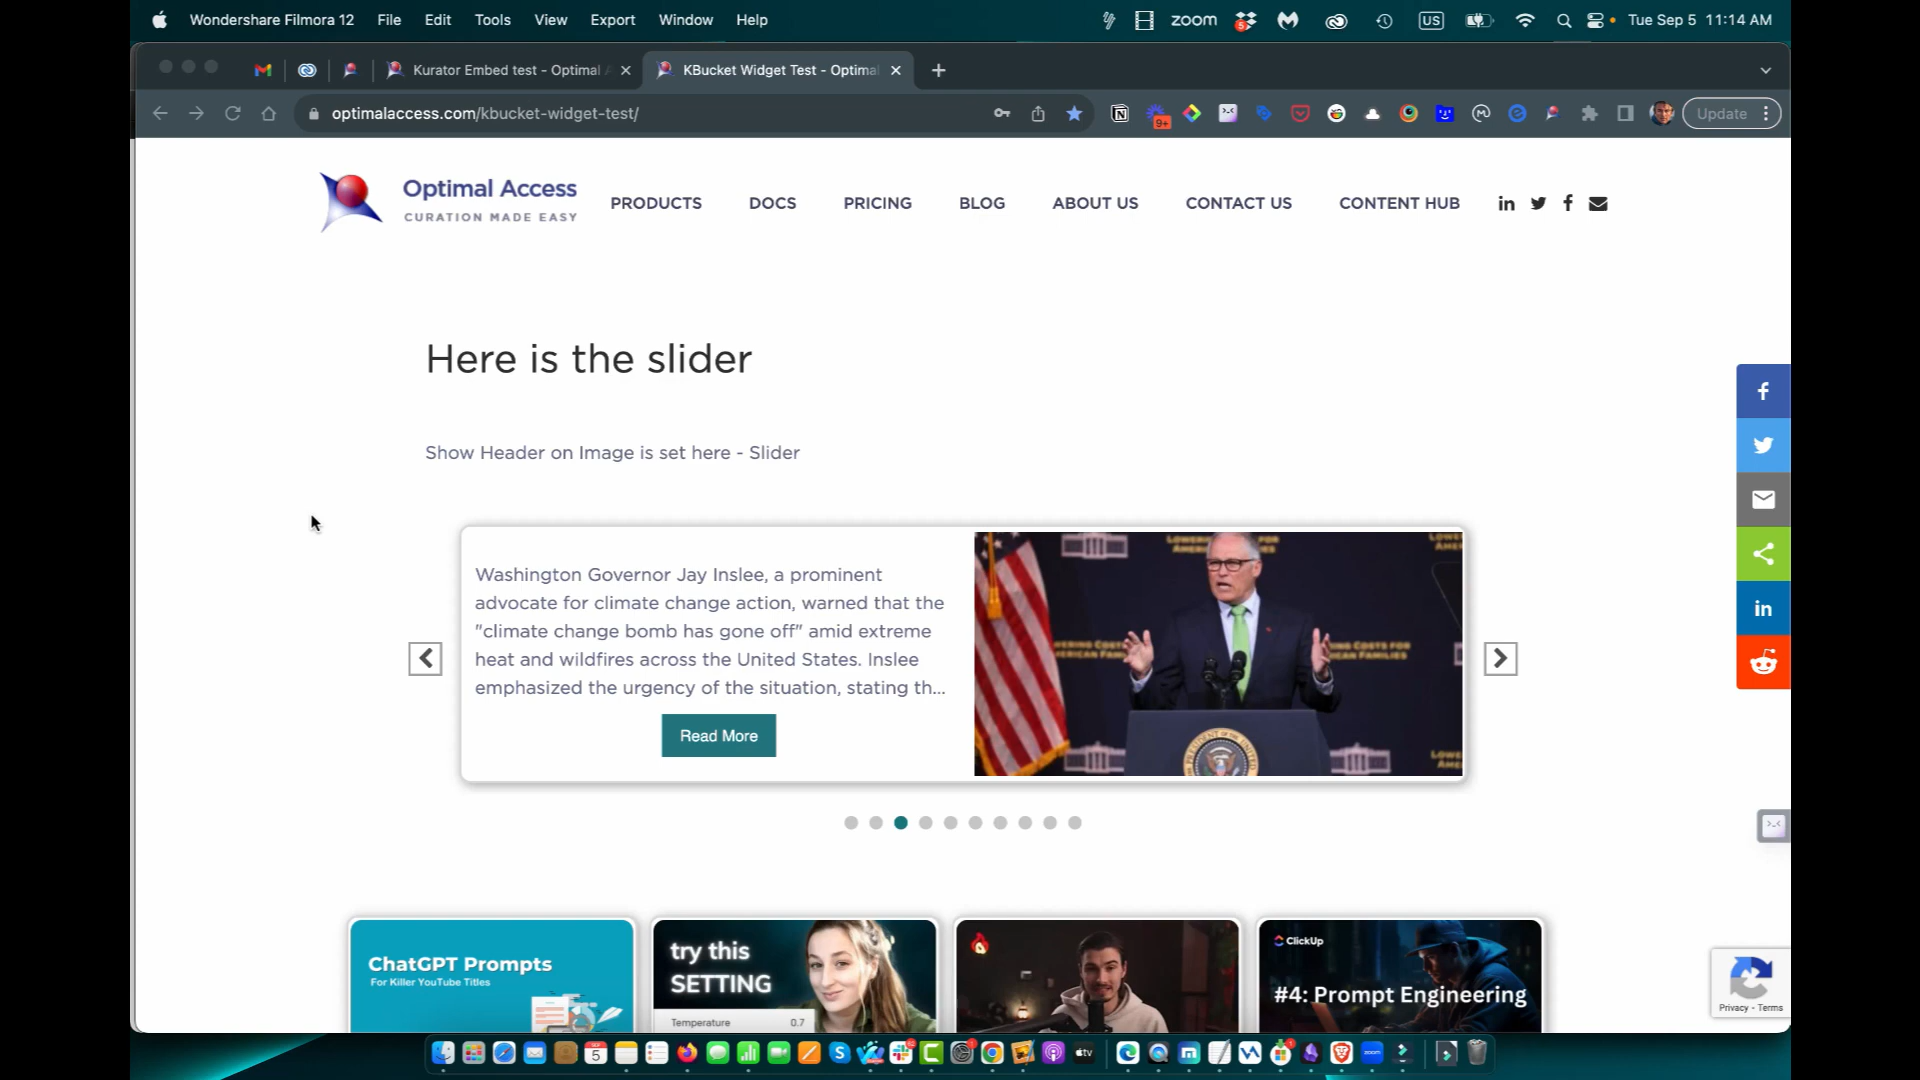 Wondershare Filmora 12 File Edit Tools View Export Window Help zoom 5 US Tue Sep 5 11:14 AM
Kurator Embed test - Optimal KBucket Widget Test - Optimal
optimalaccess.com/kbucket-widget-test/ 9+ Update
Optimal Access
CURATION MADE EASY
PRODUCTS DOCS PRICING BLOG ABOUT US CONTACT US CONTENT HUB
Here is the slider
Show Header on Image is set here - Slider
Washington Governor Jay Inslee, a prominent
advocate for climate change action, warned that the
"climate change bomb has gone off" amid extreme
heat and wildfires across the United States. Inslee
emphasized the urgency of the situation, stating th...
Read More
ChatGPT Prompts
For Killer YouTube Titles
try this
SETTING
Temperature 0.7
ClickUp
#4: Prompt Engineering
Privacy - Terms